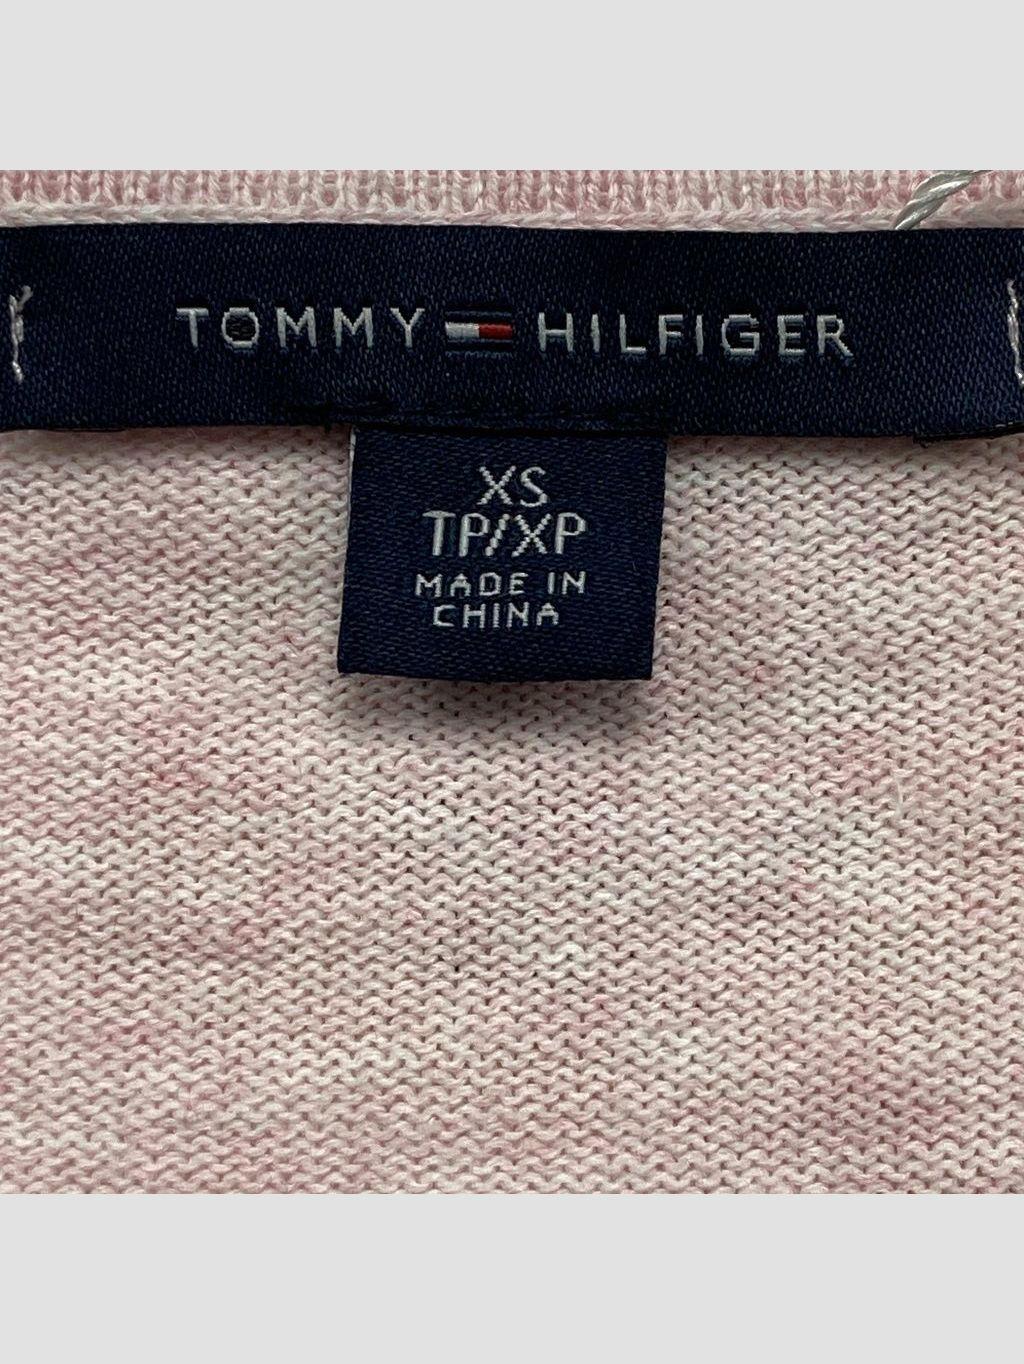 TOMMY HILFIGER
XS
TP/XP
MADE IN
CHINA